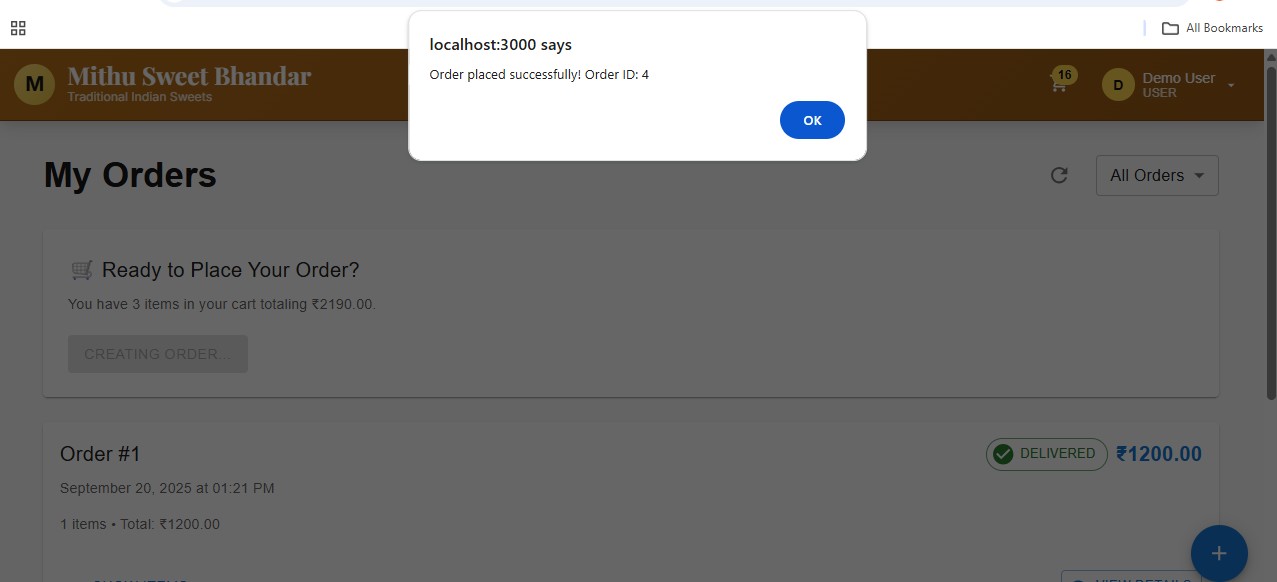 All Bookmarks
localhost:3000 says
Order placed successfully! Order ID: 4
OK
M
Mithu Sweet Bhandar
Traditional Indian Sweets
16
D
Demo User
USER
My Orders
All Orders
Ready to Place Your Order?
You have 3 items in your cart totaling ₹2190.00.
CREATING ORDER...
Order #1
DELIVERED
₹1200.00
September 20, 2025 at 01:21 PM
1 items • Total: ₹1200.00
+
VIEW DETAILS